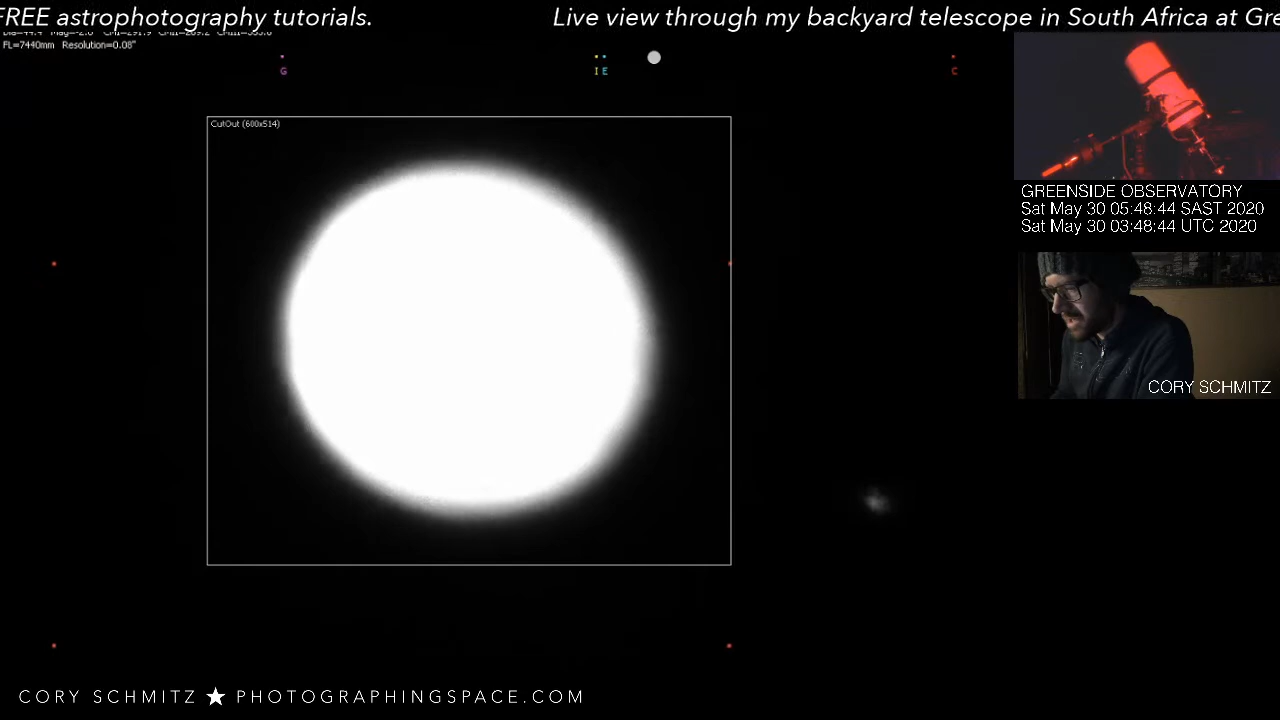 FREE astrophotography tutorials.
Live view through my backyard telescope in South Africa at Gre
FL=7440mm Resolution=0.08"
G
I E
C
CutOut (600x514)
GREENSIDE OBSERVATORY
Sat May 30 05:48:44 SAST 2020
Sat May 30 03:48:44 UTC 2020
CORY SCHMITZ
CORY SCHMITZ ★ PHOTOGRAPHINGSPACE.COM